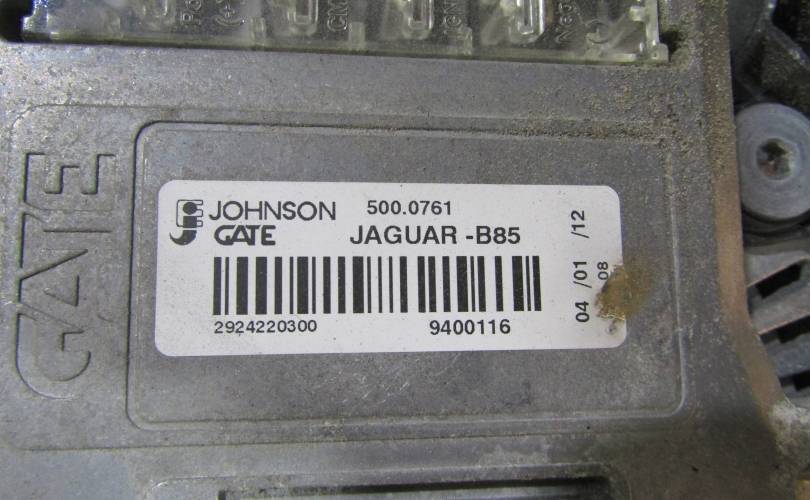 GATE
JOHNSON 500.0761
GATE JAGUAR -B85
2924220300 9400116
04 /01 /12
08